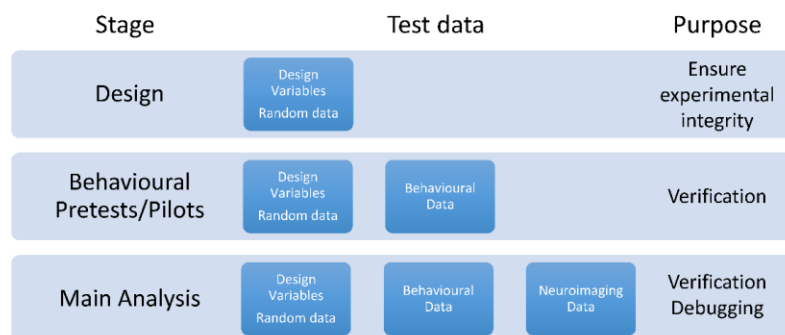 Stage Test data Purpose
Design
Design
Variables
Random data
Ensure
experimental
integrity
Behavioural
Pretests/Pilots
Design
Variables
Random data
Behavioural
Data
Verification
Main Analysis
Design
Variables
Random data
Behavioural
Data
Neuroimaging
Data
Verification
Debugging